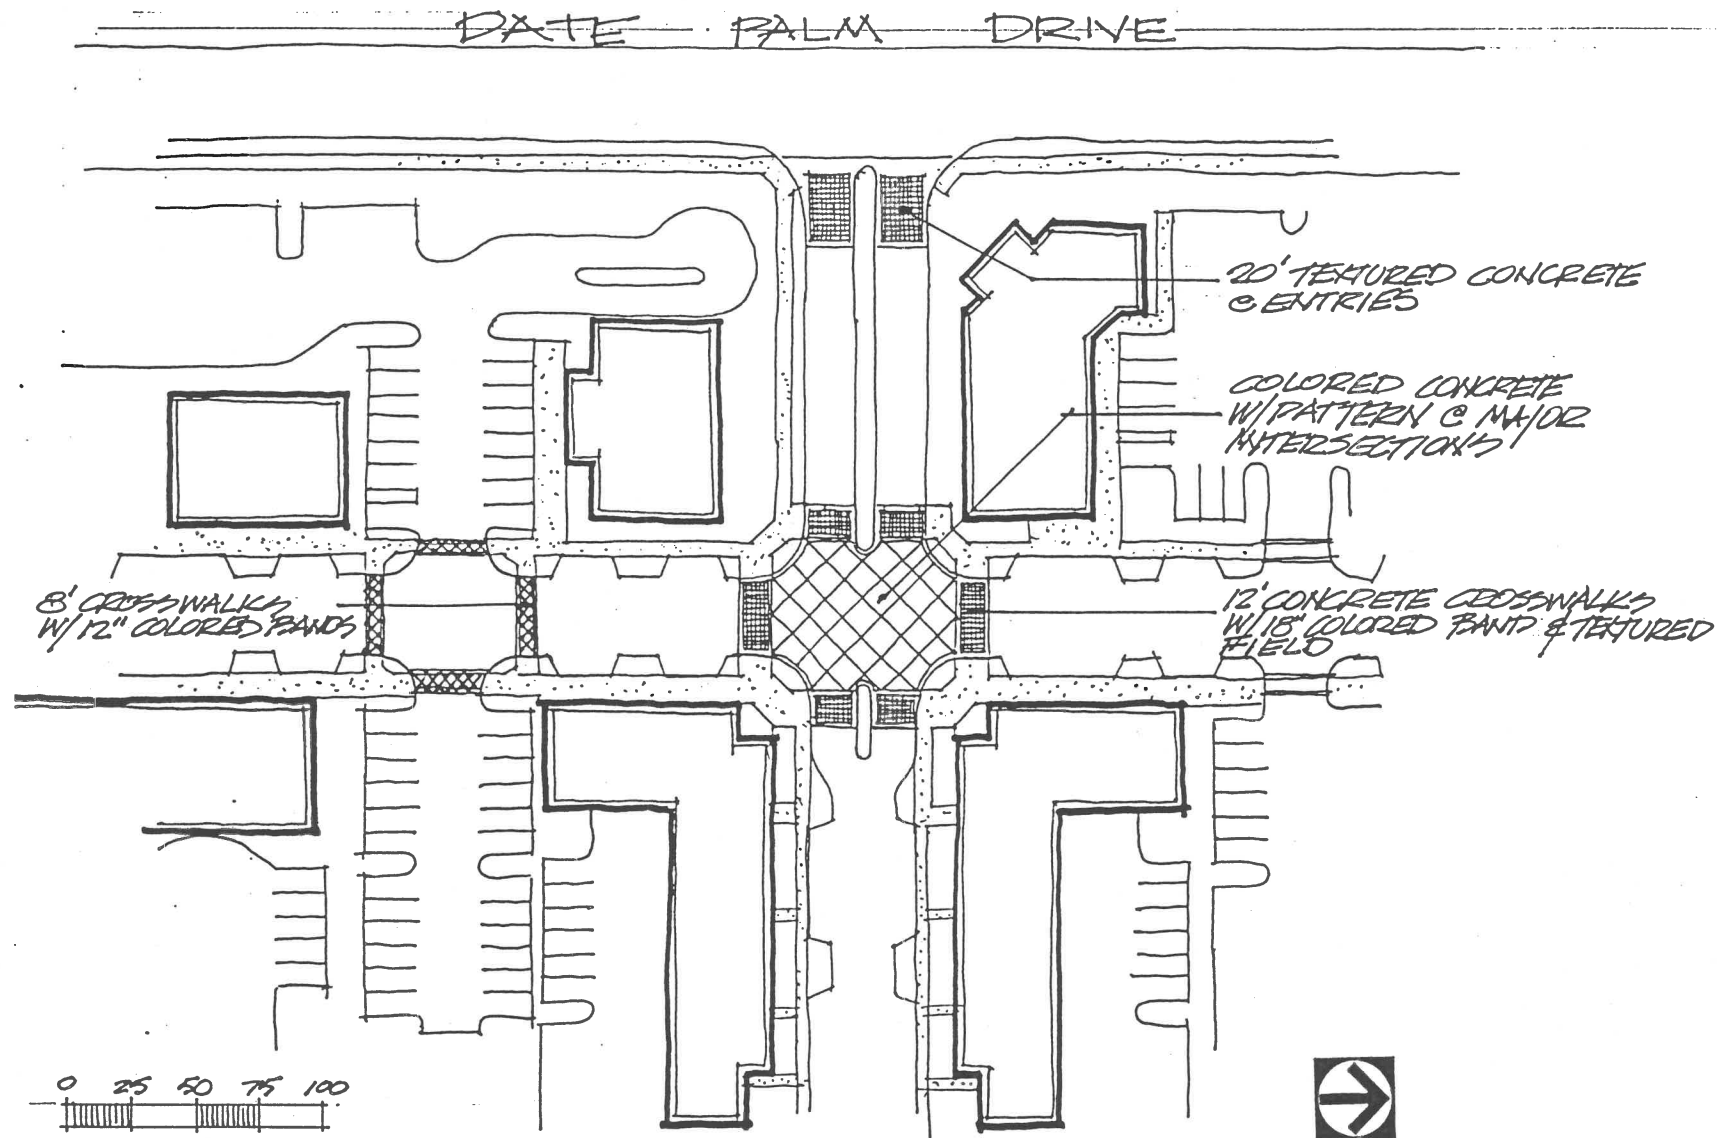 DATE PALM DRIVE
20' TEXTURED CONCRETE
@ ENTRIES
COLORED CONCRETE
W/ PATTERN @ MAJOR
INTERSECTIONS
8' CROSSWALKS
W/ 12" COLORED BANDS
12' CONCRETE CROSSWALKS
W/ 18" COLORED BAND & TEXTURED
FIELD
0 25 50 75 100